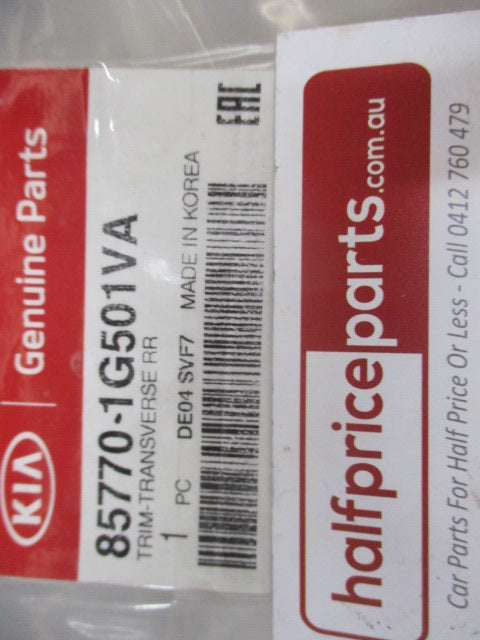 KIA | Genuine Parts
85770-1G501VA
TRIM-TRANSVERSE RR
1 PC DE04 SVF7 MADE IN KOREA
EAC
halfpriceparts.com.au
Car Parts For Half Price Or Less - Call 0412 760 479